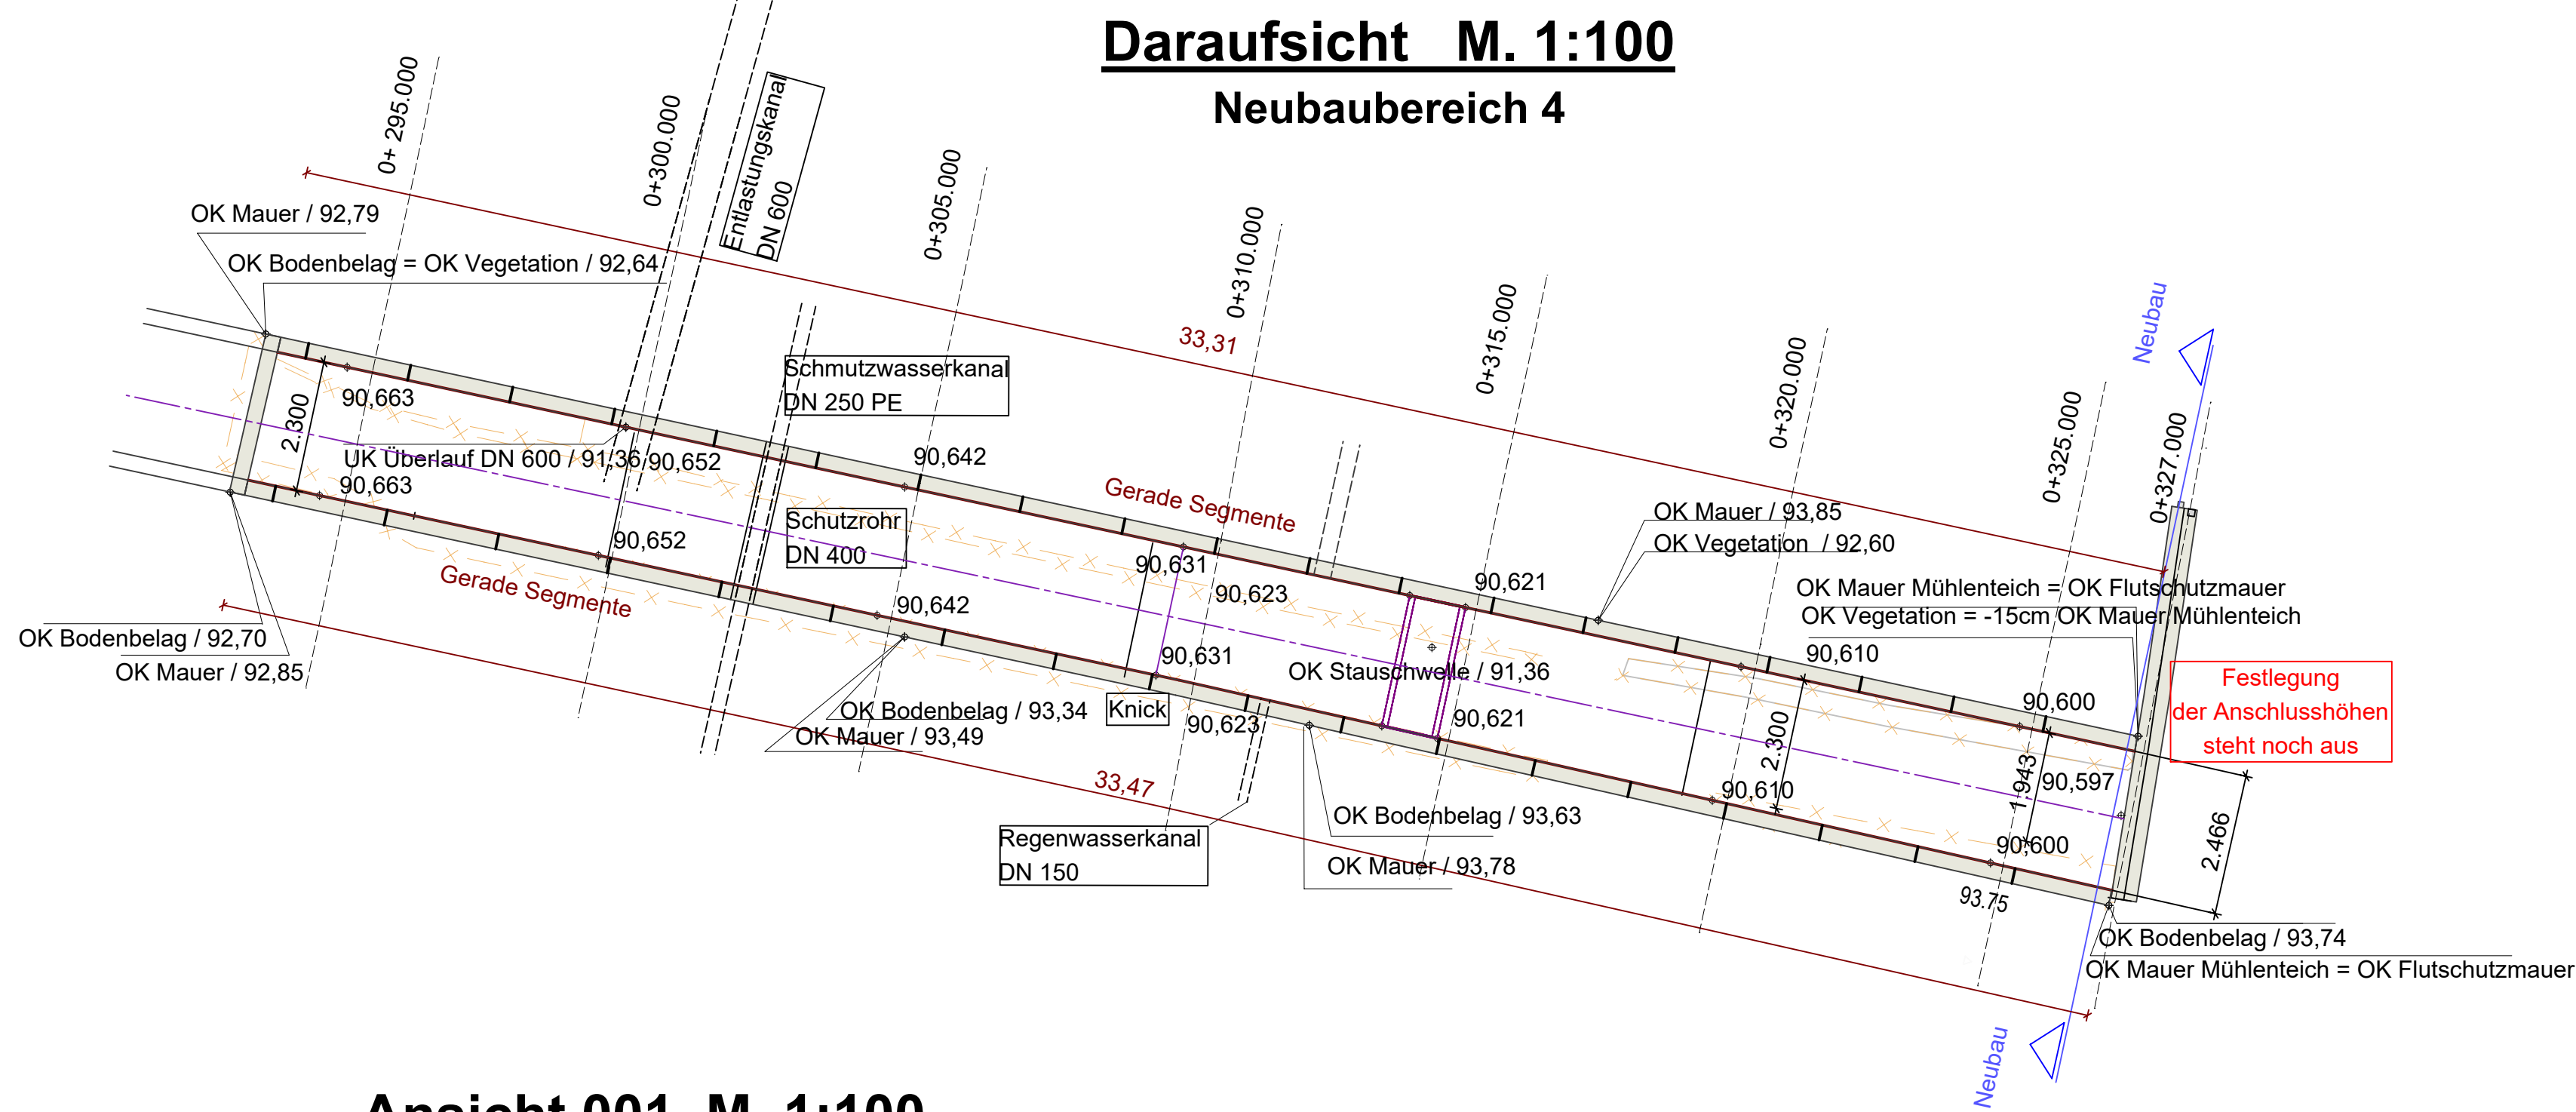 Daraufsicht M. 1:100
Neubaubereich 4
0+ 295.000
0+300.000
Entlastungskanal
DN 600
0+305.000
0+310.000
0+315.000
0+320.000
0+325.000
0+327.000
Neubau
OK Mauer / 92,79
OK Bodenbelag = OK Vegetation / 92,64
33,31
2.300
90,663
90,663
UK Überlauf DN 600 / 91,36
90,652
90,652
Schmutzwasserkanal
DN 250 PE
90,642
Schutzrohr
DN 400
90,642
Gerade Segmente
Gerade Segmente
90,631
90,623
90,631
90,623
Knick
90,621
OK Stauschwelle / 91,36
90,621
OK Mauer / 93,85
OK Vegetation / 92,60
OK Mauer Mühlenteich = OK Flutschutzmauer
OK Vegetation = -15cm OK Mauer Mühlenteich
90,610
90,600
Festlegung
der Anschlusshöhen
steht noch aus
2.300
90,610
1.943
90,597
90,600
2.466
93.75
OK Bodenbelag / 92,70
OK Mauer / 92,85
OK Bodenbelag / 93,34
OK Mauer / 93,49
33,47
Regenwasserkanal
DN 150
OK Bodenbelag / 93,63
OK Mauer / 93,78
OK Bodenbelag / 93,74
OK Mauer Mühlenteich = OK Flutschutzmauer
Neubau
Ansicht 001 M. 1:100